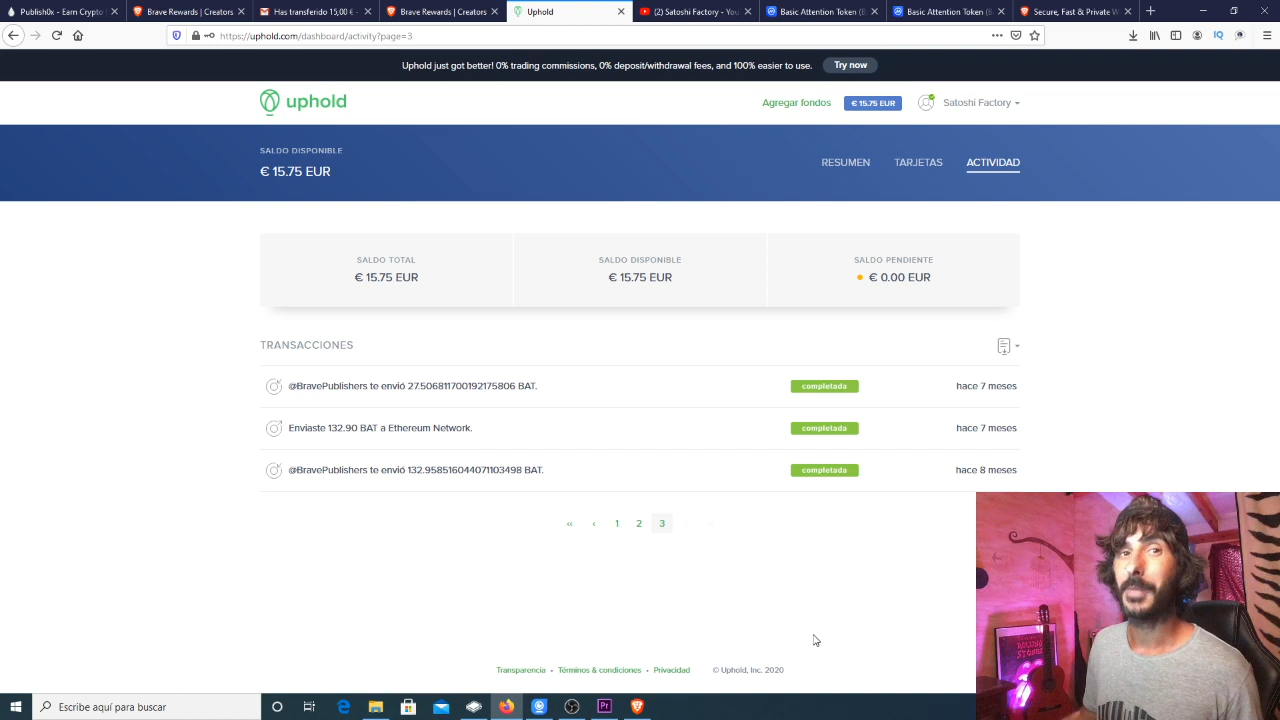 Publish0x - Earn Crypto
Brave Rewards | Creators
Has transferido 15,00 €
Brave Rewards | Creators
Uphold
(2) Satoshi Factory - You
Basic Attention Token (B
Basic Attention Token (B
Secure, Fast & Private W
https://uphold.com/dashboard/activity?page=3
IQ
Uphold just got better! 0% trading commissions, 0% deposit/withdrawal fees, and 100% easier to use.
Try now
uphold
Agregar fondos
€ 15.75 EUR
Satoshi Factory
SALDO DISPONIBLE
€ 15.75 EUR
RESUMEN
TARJETAS
ACTIVIDAD
SALDO TOTAL
€ 15.75 EUR
SALDO DISPONIBLE
€ 15.75 EUR
SALDO PENDIENTE
€ 0.00 EUR
TRANSACCIONES
@BravePublishers te envió 27.506811700192175806 BAT. completada hace 7 meses
Enviaste 132.90 BAT a Ethereum Network. completada hace 7 meses
@BravePublishers te envió 132.958516044071103498 BAT. completada hace 8 meses
‹‹ ‹ 1 2 3
Transparencia • Términos & condiciones • Privacidad © Uphold, Inc. 2020
Escribe aquí para buscar
Pr